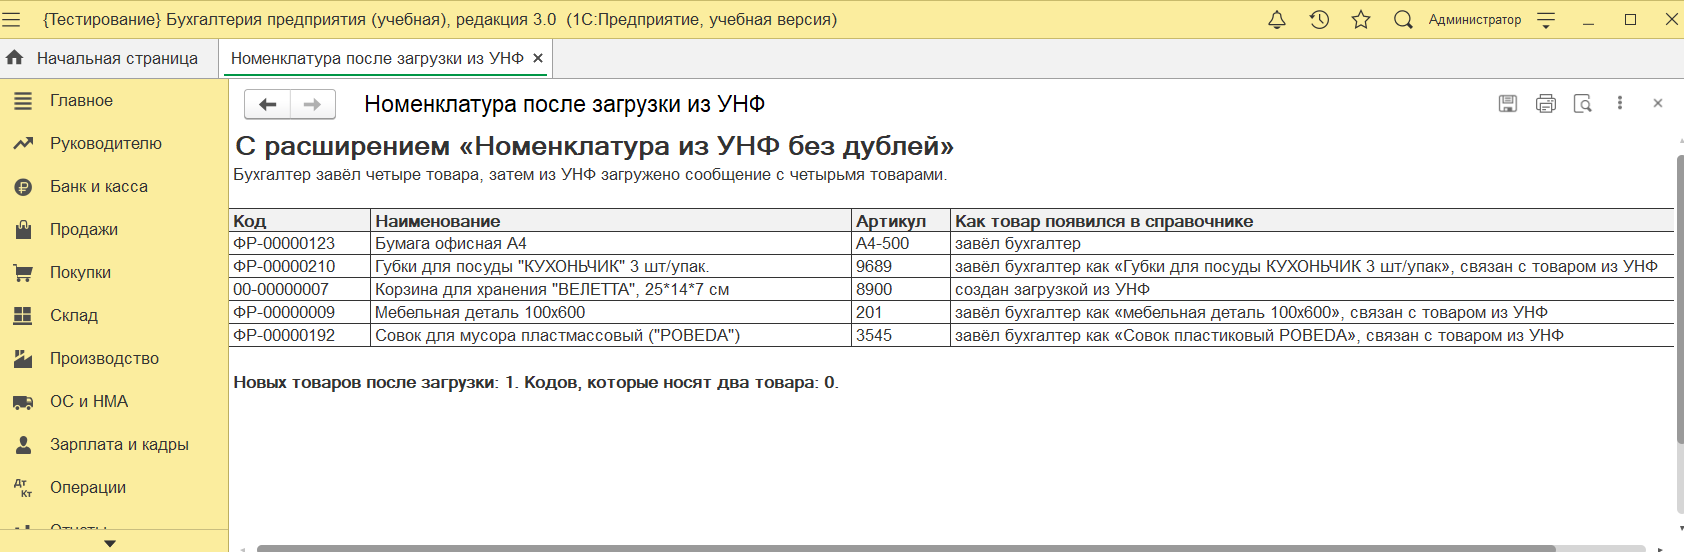 {Тестирование} Бухгалтерия предприятия (учебная), редакция 3.0 (1С:Предприятие, учебная версия)
Администратор
Начальная страница
Номенклатура после загрузки из УНФ
Главное
Руководителю
Банк и касса
Продажи
Покупки
Склад
Производство
ОС и НМА
Зарплата и кадры
Дт Кт Операции
Отчеты
Номенклатура после загрузки из УНФ
С расширением «Номенклатура из УНФ без дублей»
Бухгалтер завёл четыре товара, затем из УНФ загружено сообщение с четырьмя товарами.
Код Наименование Артикул Как товар появился в справочнике
ФР-00000123 Бумага офисная А4 А4-500 завёл бухгалтер
ФР-00000210 Губки для посуды "КУХОНЬЧИК" 3 шт/упак. 9689 завёл бухгалтер как «Губки для посуды КУХОНЬЧИК 3 шт/упак», связан с товаром из УНФ
00-00000007 Корзина для хранения "ВЕЛЕТТА", 25*14*7 см 8900 создан загрузкой из УНФ
ФР-00000009 Мебельная деталь 100х600 201 завёл бухгалтер как «мебельная деталь 100х600», связан с товаром из УНФ
ФР-00000192 Совок для мусора пластмассовый ("POBEDA") 3545 завёл бухгалтер как «Совок пластиковый POBEDA», связан с товаром из УНФ
Новых товаров после загрузки: 1. Кодов, которые носят два товара: 0.